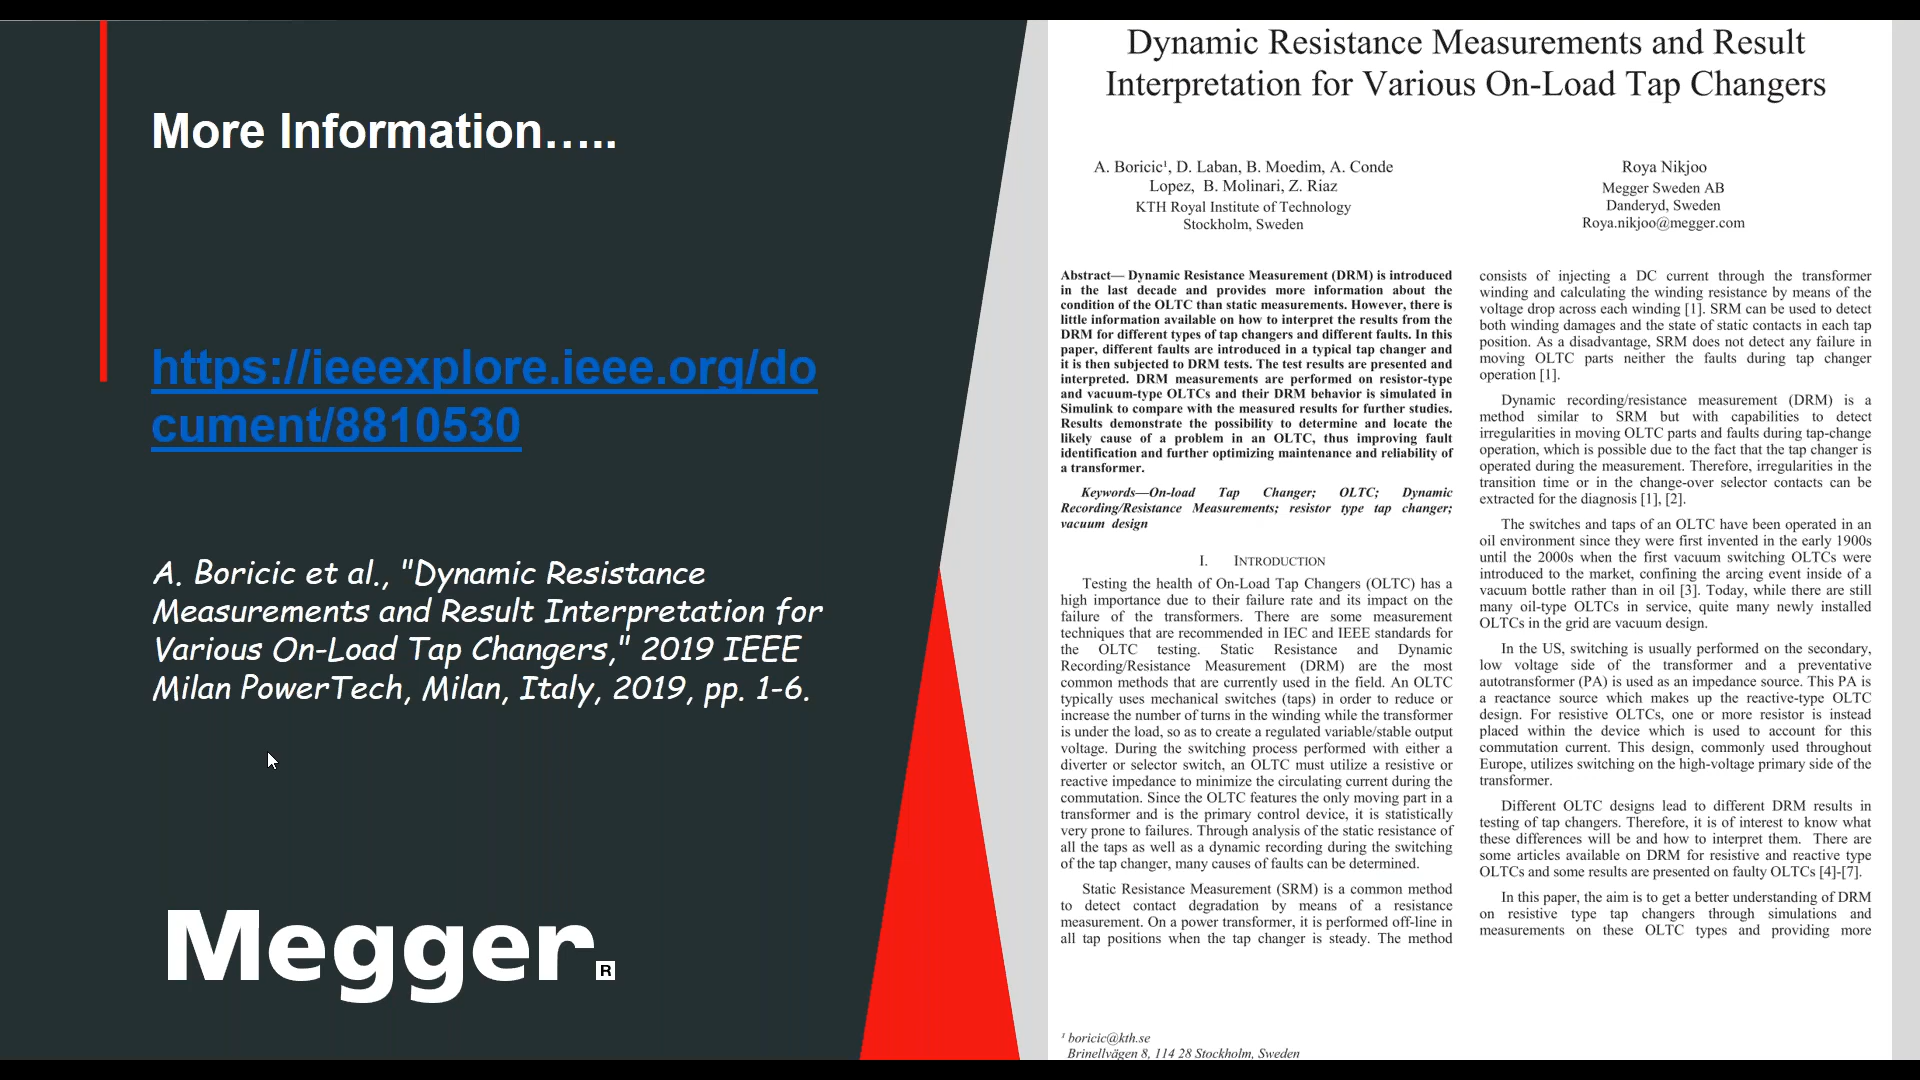 More Information…..
https://ieeexplore.ieee.org/do
cument/8810530
A. Boricic et al., "Dynamic Resistance
Measurements and Result Interpretation for
Various On-Load Tap Changers," 2019 IEEE
Milan PowerTech, Milan, Italy, 2019, pp. 1-6.
Megger.
R
Dynamic Resistance Measurements and Result
Interpretation for Various On-Load Tap Changers
A. Boricic¹, D. Laban, B. Moedim, A. Conde
Lopez, B. Molinari, Z. Riaz
KTH Royal Institute of Technology
Stockholm, Sweden
Roya Nikjoo
Megger Sweden AB
Danderyd, Sweden
Roya.nikjoo@megger.com
Abstract— Dynamic Resistance Measurement (DRM) is introduced
in the last decade and provides more information about the
condition of the OLTC than static measurements. However, there is
little information available on how to interpret the results from the
DRM for different types of tap changers and different faults. In this
paper, different faults are introduced in a typical tap changer and
it is then subjected to DRM tests. The test results are presented and
interpreted. DRM measurements are performed on resistor-type
and vacuum-type OLTCs and their DRM behavior is simulated in
Simulink to compare with the measured results for further studies.
Results demonstrate the possibility to determine and locate the
likely cause of a problem in an OLTC, thus improving fault
identification and further optimizing maintenance and reliability of
a transformer.
Keywords—On-load Tap Changer; OLTC; Dynamic
Recording/Resistance Measurements; resistor type tap changer;
vacuum design
I. INTRODUCTION
Testing the health of On-Load Tap Changers (OLTC) has a
high importance due to their failure rate and its impact on the
failure of the transformers. There are some measurement
techniques that are recommended in IEC and IEEE standards for
the OLTC testing. Static Resistance and Dynamic
Recording/Resistance Measurement (DRM) are the most
common methods that are currently used in the field. An OLTC
typically uses mechanical switches (taps) in order to reduce or
increase the number of turns in the winding while the transformer
is under the load, so as to create a regulated variable/stable output
voltage. During the switching process performed with either a
diverter or selector switch, an OLTC must utilize a resistive or
reactive impedance to minimize the circulating current during the
commutation. Since the OLTC features the only moving part in a
transformer and is the primary control device, it is statistically
very prone to failures. Through analysis of the static resistance of
all the taps as well as a dynamic recording during the switching
of the tap changer, many causes of faults can be determined.
Static Resistance Measurement (SRM) is a common method
to detect contact degradation by means of a resistance
measurement. On a power transformer, it is performed off-line in
all tap positions when the tap changer is steady. The method
¹ boricic@kth.se
Brinellvägen 8, 114 28 Stockholm, Sweden
consists of injecting a DC current through the transformer
winding and calculating the winding resistance by means of the
voltage drop across each winding [1]. SRM can be used to detect
both winding damages and the state of static contacts in each tap
position. As a disadvantage, SRM does not detect any failure in
moving OLTC parts neither the faults during tap changer
operation [1].
Dynamic recording/resistance measurement (DRM) is a
method similar to SRM but with capabilities to detect
irregularities in moving OLTC parts and faults during tap-change
operation, which is possible due to the fact that the tap changer is
operated during the measurement. Therefore, irregularities in the
transition time or in the change-over selector contacts can be
extracted for the diagnosis [1], [2].
The switches and taps of an OLTC have been operated in an
oil environment since they were first invented in the early 1900s
until the 2000s when the first vacuum switching OLTCs were
introduced to the market, confining the arcing event inside of a
vacuum bottle rather than in oil [3]. Today, while there are still
many oil-type OLTCs in service, quite many newly installed
OLTCs in the grid are vacuum design.
In the US, switching is usually performed on the secondary,
low voltage side of the transformer and a preventative
autotransformer (PA) is used as an impedance source. This PA is
a reactance source which makes up the reactive-type OLTC
design. For resistive OLTCs, one or more resistor is instead
placed within the device which is used to account for this
commutation current. This design, commonly used throughout
Europe, utilizes switching on the high-voltage primary side of the
transformer.
Different OLTC designs lead to different DRM results in
testing of tap changers. Therefore, it is of interest to know what
these differences will be and how to interpret them. There are
some articles available on DRM for resistive and reactive type
OLTCs and some results are presented on faulty OLTCs [4]-[7].
In this paper, the aim is to get a better understanding of DRM
on resistive type tap changers through simulations and
measurements on these OLTC types and providing more